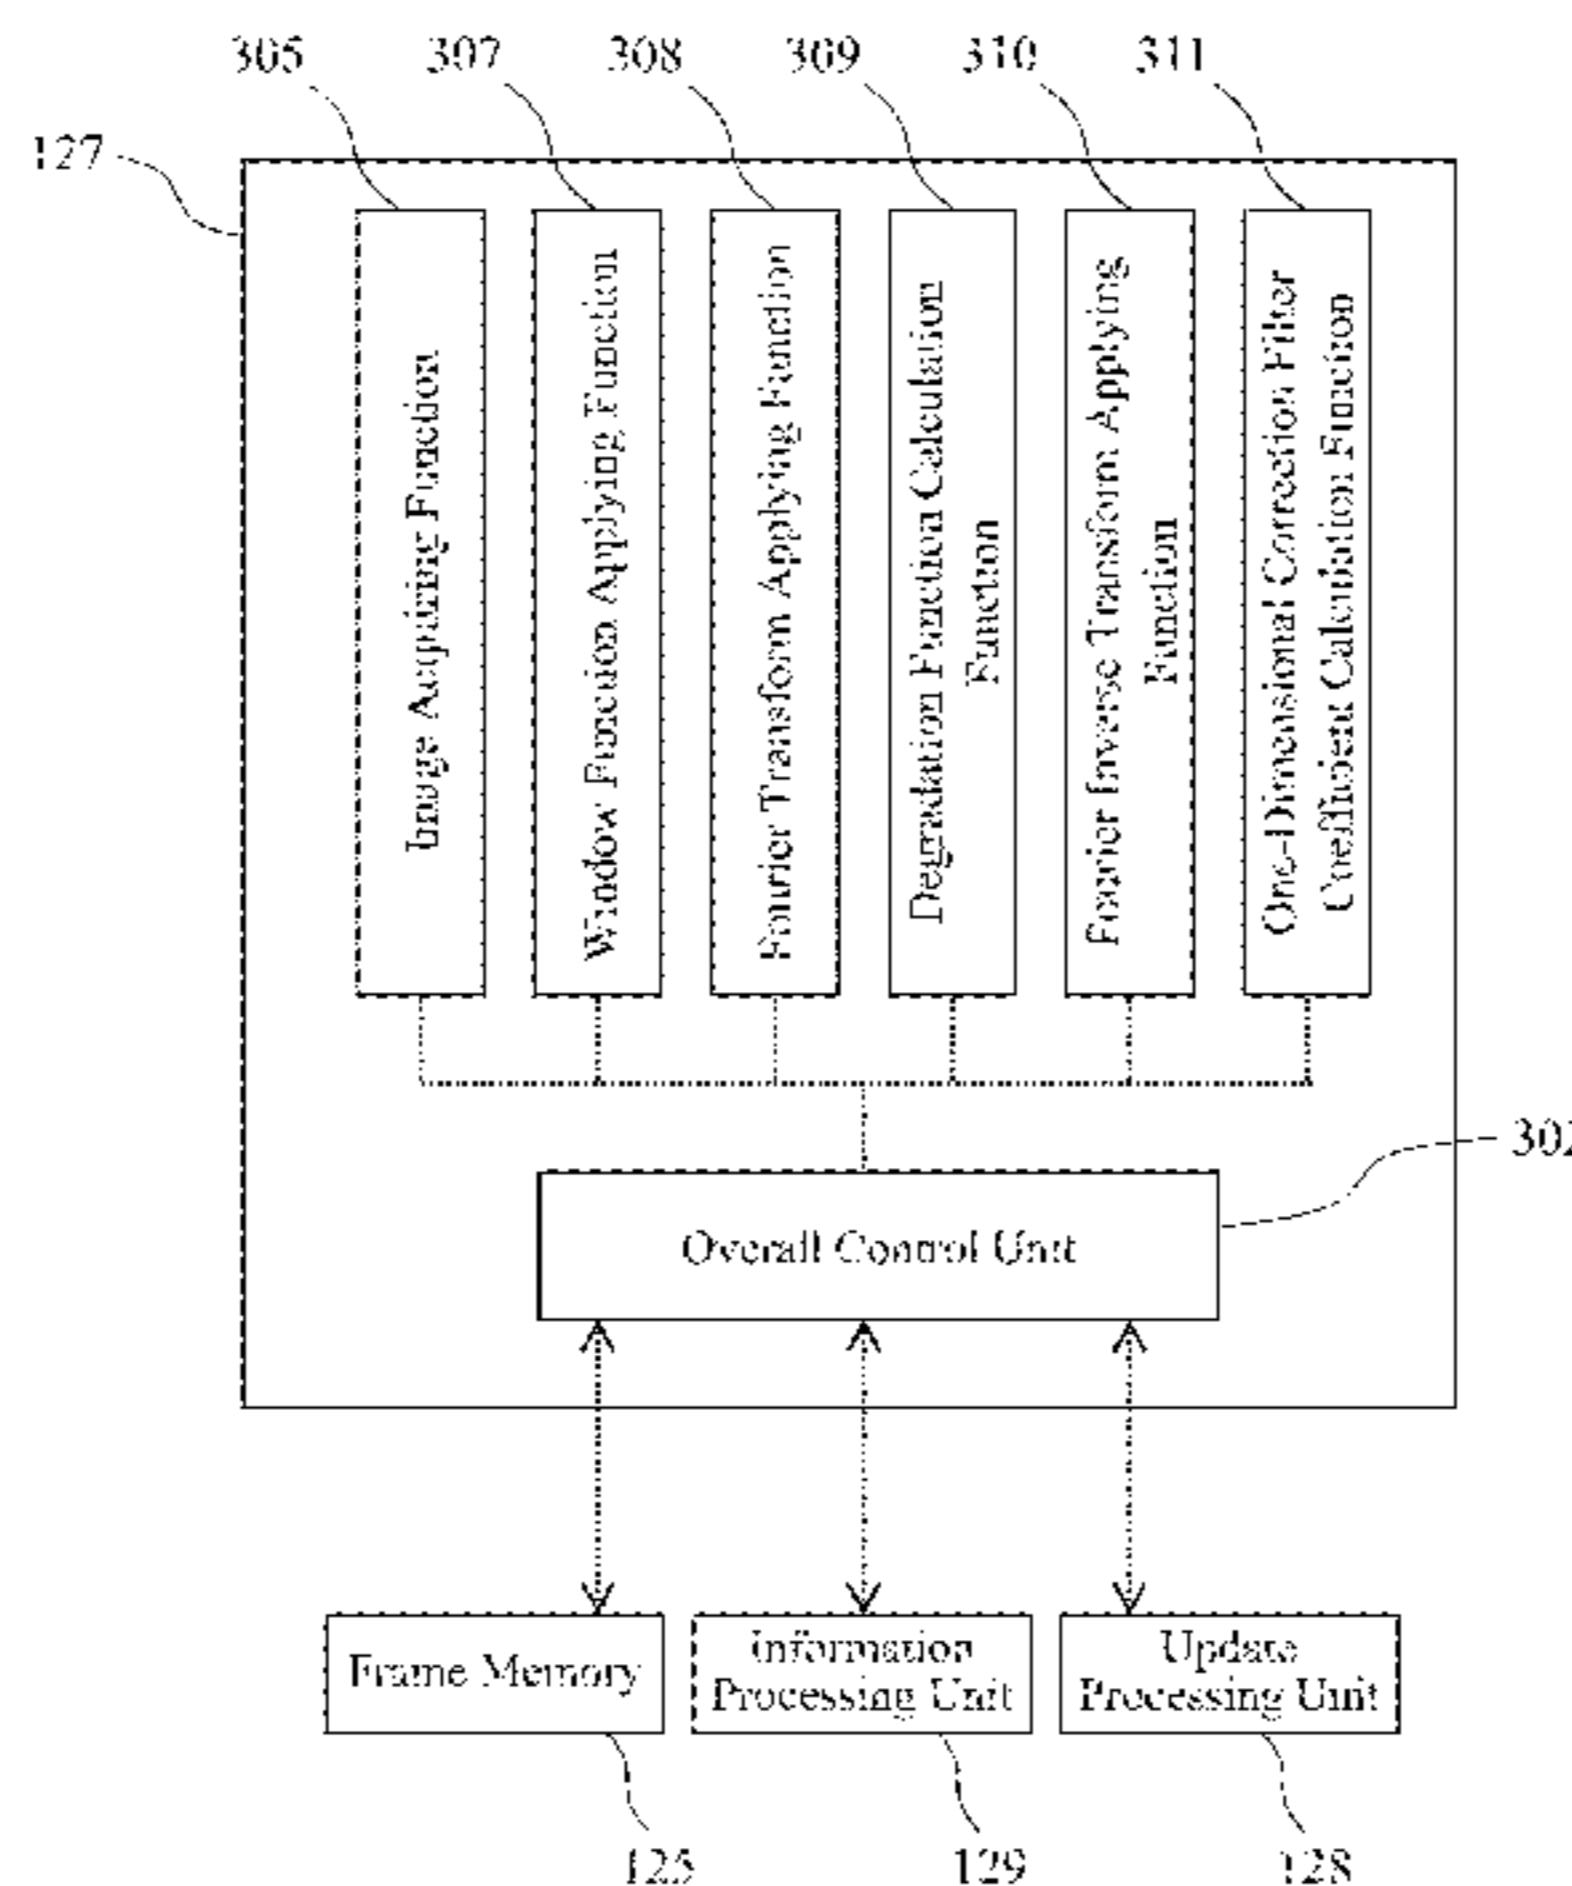 305 307 308 309 310 311
127
Image Acquiring Function
Window Function Applying Function
Fourier Transform Applying Function
Degradation Function Calculation
Function
Fourier Inverse Transform Applying
Function
One-Dimensional Correction Filter
Coefficient Calculation Function
302
Overall Control Unit
Frame Memory
Information
Processing Unit
Update
Processing Unit
125 129 128